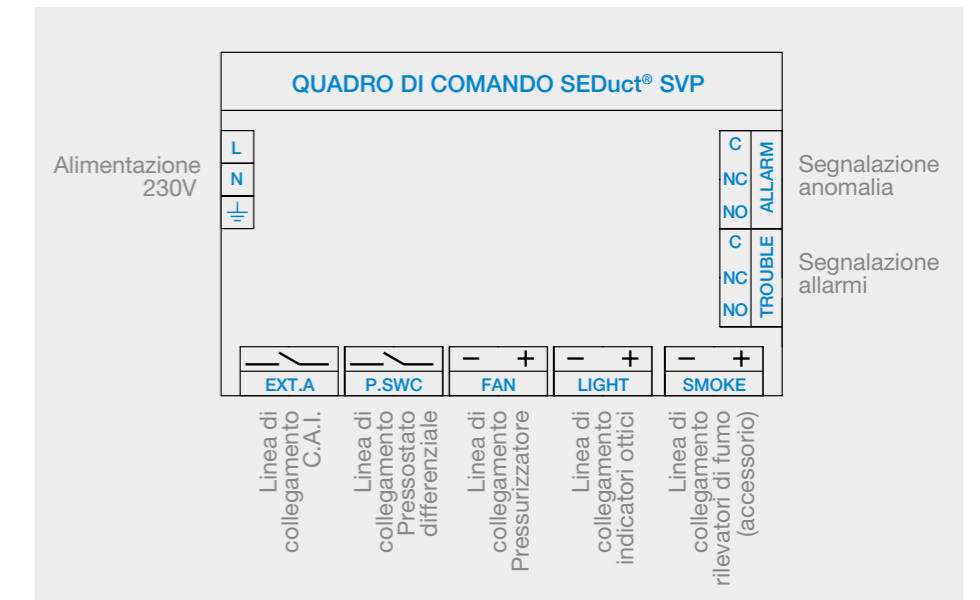 QUADRO DI COMANDO SEDuct® SVP
Alimentazione
230V
L
N
C
NC
NO
ALLARM
Segnalazione
anomalia
C
NC
NO
TROUBLE
Segnalazione
allarmi
− +
− +
− +
EXT.A
P.SWC
FAN
LIGHT
SMOKE
Linea di
collegamento
C.A.I.
Linea di
collegamento
Pressostato
differenziale
Linea di
collegamento
Pressurizzatore
Linea di
collegamento
indicatori ottici
Linea di
collegamento
rilevatori di fumo
(accessorio)